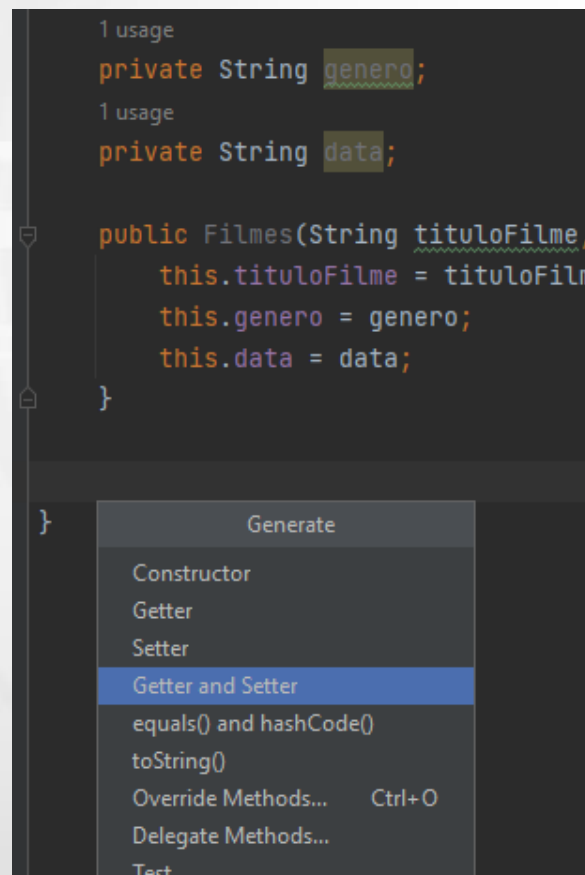 1 usage
private String genero;
1 usage
private String data;
public Filmes(String tituloFilme,
this.tituloFilme = tituloFilm
this.genero = genero;
this.data = data;
}
}
Generate
Constructor
Getter
Setter
Getter and Setter
equals() and hashCode()
toString()
Override Methods... Ctrl+O
Delegate Methods...
Test